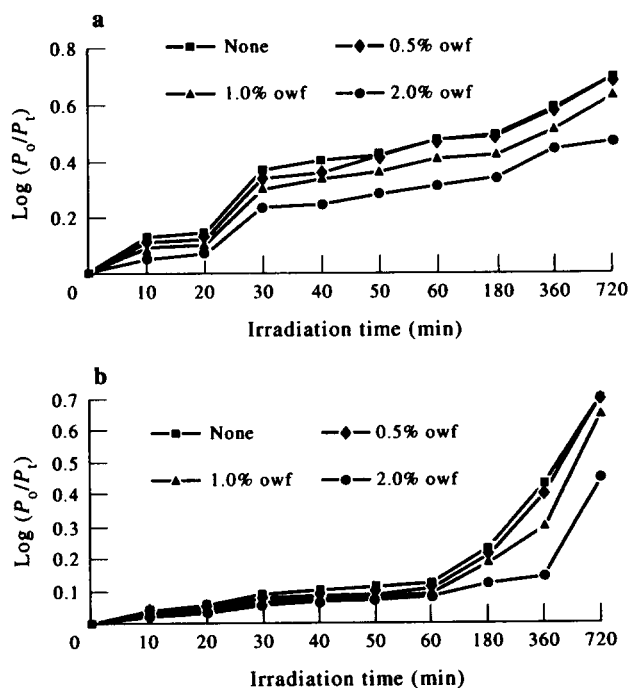 a
None
0.5% owf
1.0% owf
2.0% owf
0.8
0.6
0.4
0.2
Log (Po/Pt)
0 10 20 30 40 50 60 180 360 720
Irradiation time (min)
b
None
0.5% owf
1.0% owf
2.0% owf
0.7
0.6
0.5
0.4
0.3
0.2
0.1
Log (Po/Pt)
0 10 20 30 40 50 60 180 360 720
Irradiation time (min)